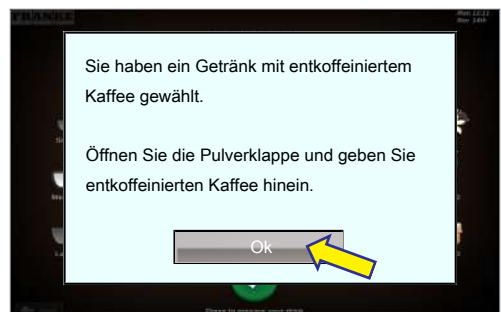 FRANKE
Sie haben ein Getränk mit entkoffeiniertem
Kaffee gewählt.
Öffnen Sie die Pulverklappe und geben Sie
entkoffeinierten Kaffee hinein.
Ok